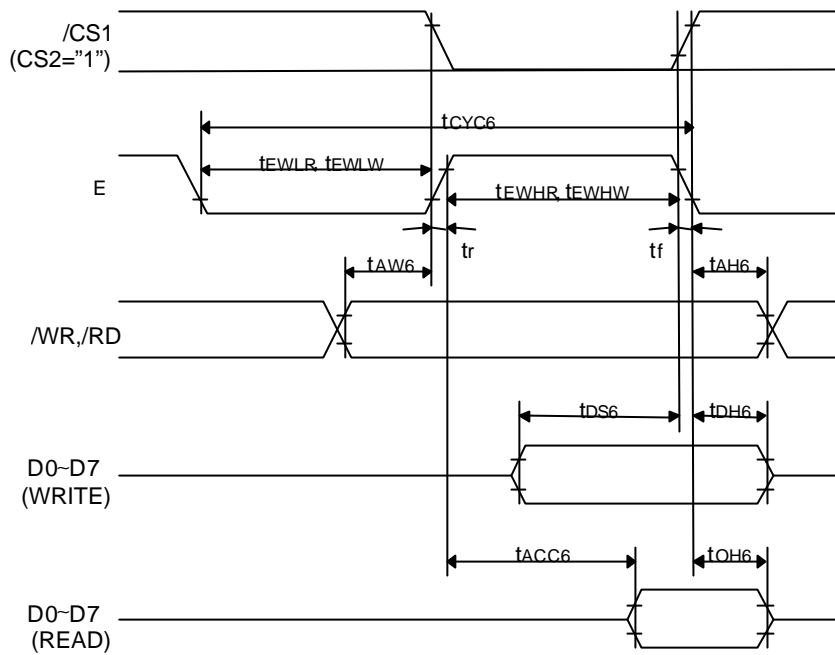 /CS1
(CS2="1")
tCYC6
tEWLR, tEWLW
E
tEWHR, tEWHW
tr
tf
tAW6
tAH6
/WR,/RD
tDS6
tDH6
D0~D7
(WRITE)
tACC6
tOH6
D0~D7
(READ)